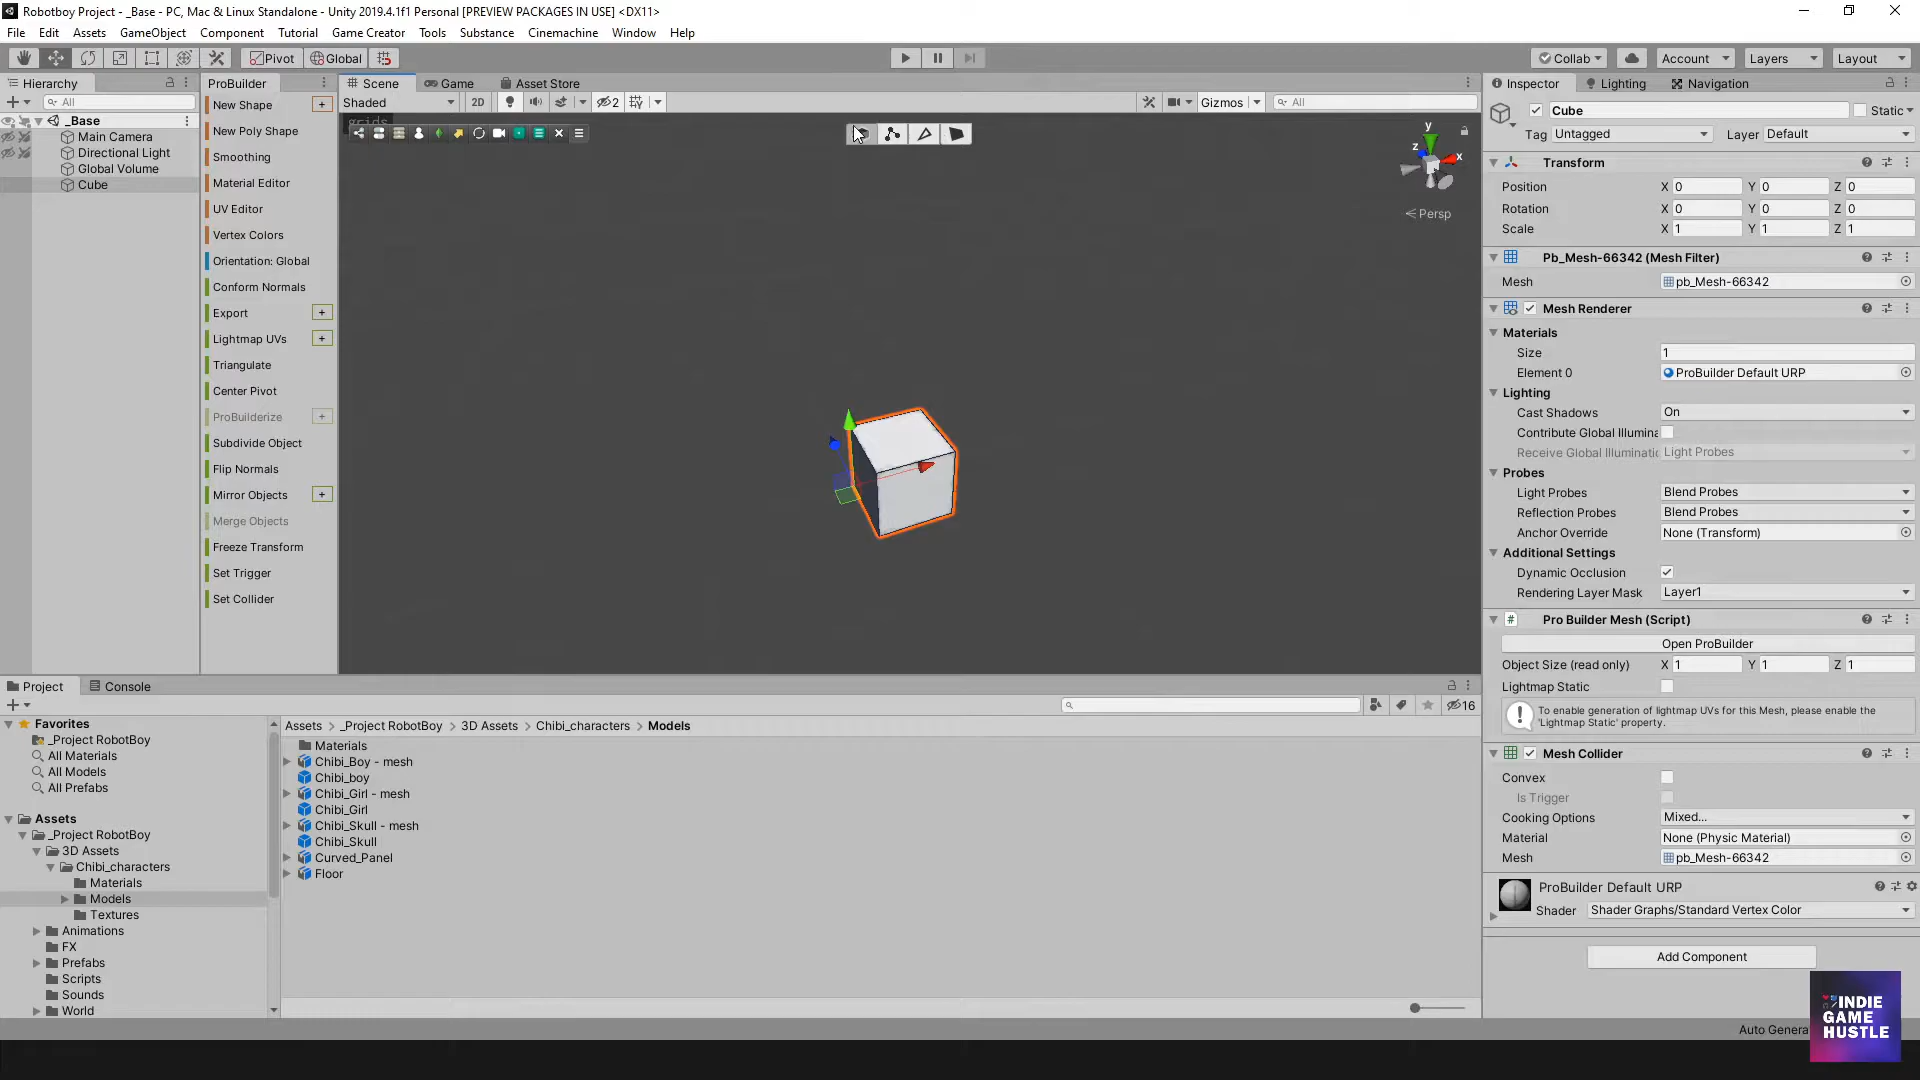 Robotboy Project - _Base - PC, Mac & Linux Standalone - Unity 2019.4.1f1 Personal [PREVIEW PACKAGES IN USE] <DX11>
File Edit Assets GameObject Component Tutorial Game Creator Tools Substance Cinemachine Window Help
Pivot Global Collab Account Layers Layout
Hierarchy
All
_Base
Main Camera
Directional Light
Global Volume
Cube
ProBuilder
New Shape +
New Poly Shape
Smoothing
Material Editor
UV Editor
Vertex Colors
Orientation: Global
Conform Normals
Export +
Lightmap UVs +
Triangulate
Center Pivot
ProBuilderize +
Subdivide Object
Flip Normals
Mirror Objects +
Merge Objects
Freeze Transform
Set Trigger
Set Collider
Scene Game Asset Store
Shaded 2D 2 Gizmos All
grids
y
z
x
Persp
Inspector Lighting Navigation
Cube Static
Tag Untagged Layer Default
Transform
Position X 0 Y 0 Z 0
Rotation X 0 Y 0 Z 0
Scale X 1 Y 1 Z 1
Pb_Mesh-66342 (Mesh Filter)
Mesh pb_Mesh-66342
Mesh Renderer
Materials
Size 1
Element 0 ProBuilder Default URP
Lighting
Cast Shadows On
Contribute Global Illumina
Receive Global Illuminatic Light Probes
Probes
Light Probes Blend Probes
Reflection Probes Blend Probes
Anchor Override None (Transform)
Additional Settings
Dynamic Occlusion
Rendering Layer Mask Layer1
Pro Builder Mesh (Script)
Open ProBuilder
Object Size (read only) X 1 Y 1 Z 1
Lightmap Static
To enable generation of lightmap UVs for this Mesh, please enable the
'Lightmap Static' property.
Mesh Collider
Convex
Is Trigger
Cooking Options Mixed...
Material None (Physic Material)
Mesh pb_Mesh-66342
ProBuilder Default URP
Shader Shader Graphs/Standard Vertex Color
Add Component
Project Console
16
Favorites
_Project RobotBoy
All Materials
All Models
All Prefabs
Assets
_Project RobotBoy
3D Assets
Chibi_characters
Materials
Models
Textures
Animations
FX
Prefabs
Scripts
Sounds
World
Assets > _Project RobotBoy > 3D Assets > Chibi_characters > Models
Materials
Chibi_Boy - mesh
Chibi_boy
Chibi_Girl - mesh
Chibi_Girl
Chibi_Skull - mesh
Chibi_Skull
Curved_Panel
Floor
Auto Genera
INDIE
GAME
HUSTLE